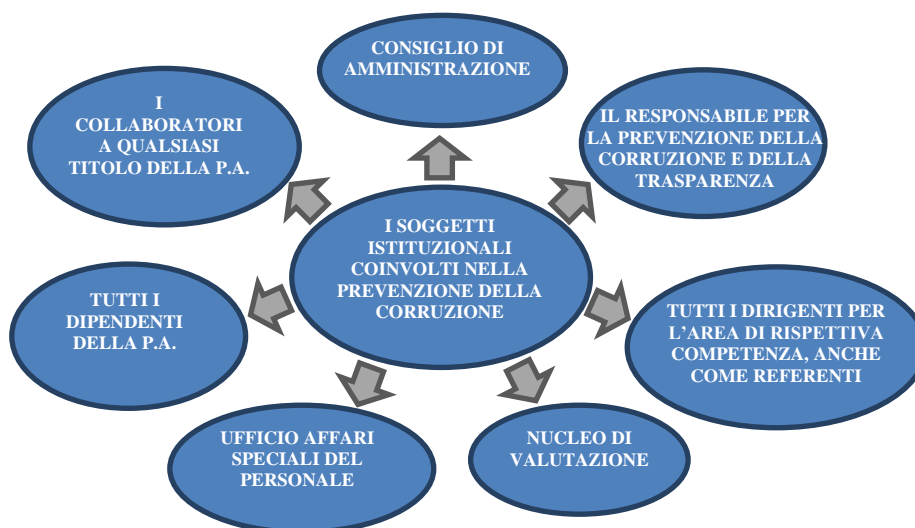 CONSIGLIO DI
AMMINISTRAZIONE
I
COLLABORATORI
A QUALSIASI
TITOLO DELLA P.A.
IL RESPONSABILE PER
LA PREVENZIONE DELLA
CORRUZIONE E DELLA
TRASPARENZA
I SOGGETTI
ISTITUZIONALI
COINVOLTI NELLA
PREVENZIONE DELLA
CORRUZIONE
TUTTI I
DIPENDENTI
DELLA P.A.
TUTTI I DIRIGENTI PER
L’AREA DI RISPETTIVA
COMPETENZA, ANCHE
COME REFERENTI
UFFICIO AFFARI
SPECIALI DEL
PERSONALE
NUCLEO DI
VALUTAZIONE